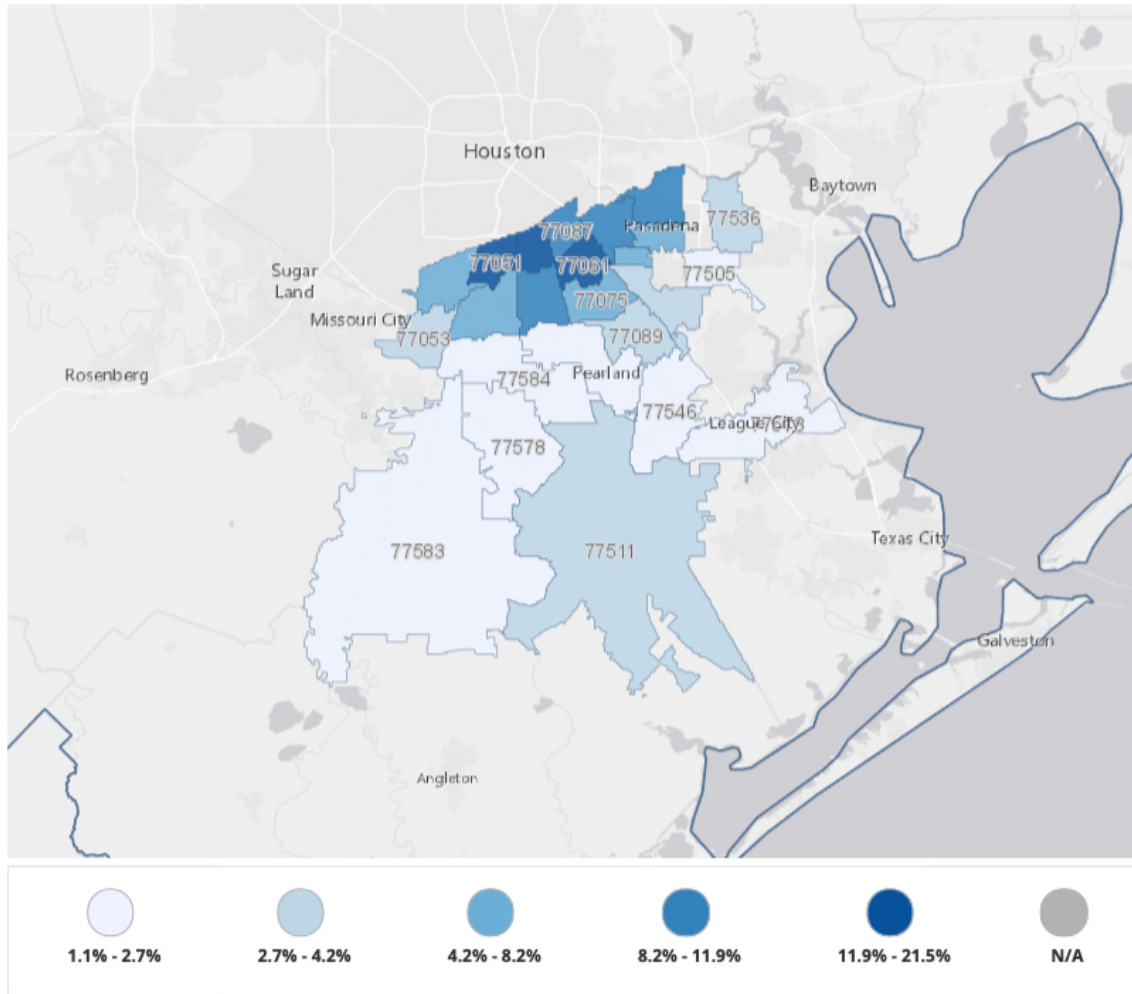 Houston
Baytown
77536
Pasadena
77087
77051
77061
77505
Sugar
Land
77075
Missouri City
77053
77089
Rosenberg
Pearland
77584
77546
League City
77578
77583
77511
Texas City
Galveston
Angleton
1.1% - 2.7%
2.7% - 4.2%
4.2% - 8.2%
8.2% - 11.9%
11.9% - 21.5%
N/A